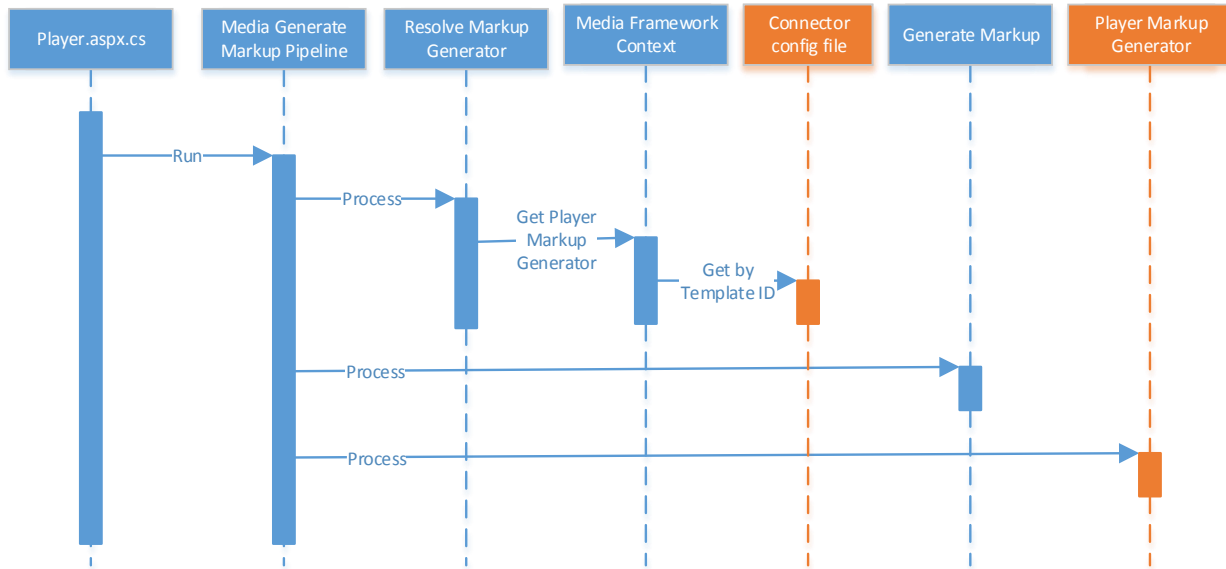 Player.aspx.cs
Media Generate
Markup Pipeline
Resolve Markup
Generator
Media Framework
Context
Connector
config file
Generate Markup
Player Markup
Generator
Run
Process
Get Player
Markup
Generator
Get by
Template ID
Process
Process